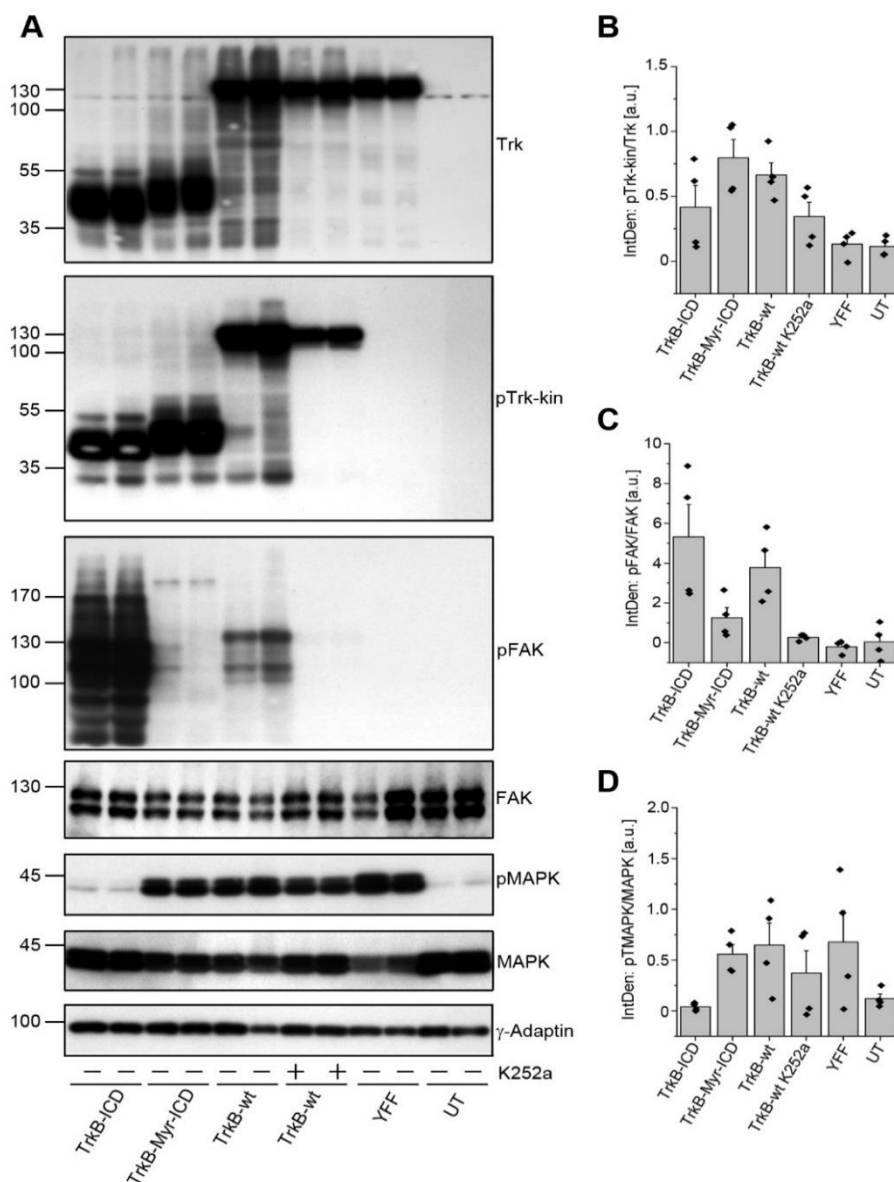 A
130
100
55
35
Trk
130
100
55
35
pTrk-kin
170
130
100
pFAK
130
FAK
45
pMAPK
45
MAPK
100
γ-Adaptin
– – – – – – + + – – – – K252a
TrkB-ICD
TrkB-Myr-ICD
TrkB-wt
TrkB-wt
YFF
UT
B
IntDen: pTrk-kin/Trk [a.u.]
1.5
1.0
0.5
0
TrkB-ICD
TrkB-Myr-ICD
TrkB-wt
TrkB-wt K252a
YFF
UT
C
IntDen: pFAK/FAK [a.u.]
10
8
6
4
2
0
TrkB-ICD
TrkB-Myr-ICD
TrkB-wt
TrkB-wt K252a
YFF
UT
D
IntDen: pTMAPK/MAPK [a.u.]
2.0
1.5
1.0
0.5
0
TrkB-ICD
TrkB-Myr-ICD
TrkB-wt
TrkB-wt K252a
YFF
UT